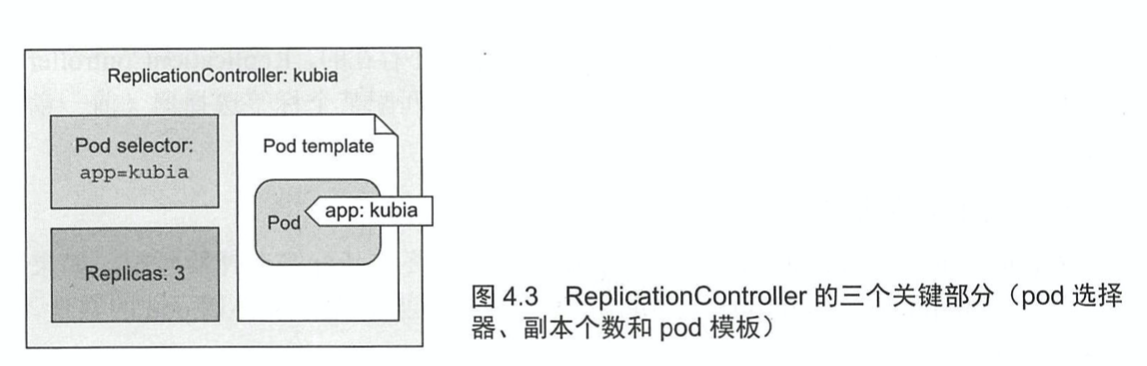 ReplicationController: kubia
Pod selector:
app=kubia
Replicas: 3
Pod template
Pod
app: kubia
图 4.3 ReplicationController 的三个关键部分（pod 选择
器、副本个数和 pod 模板）